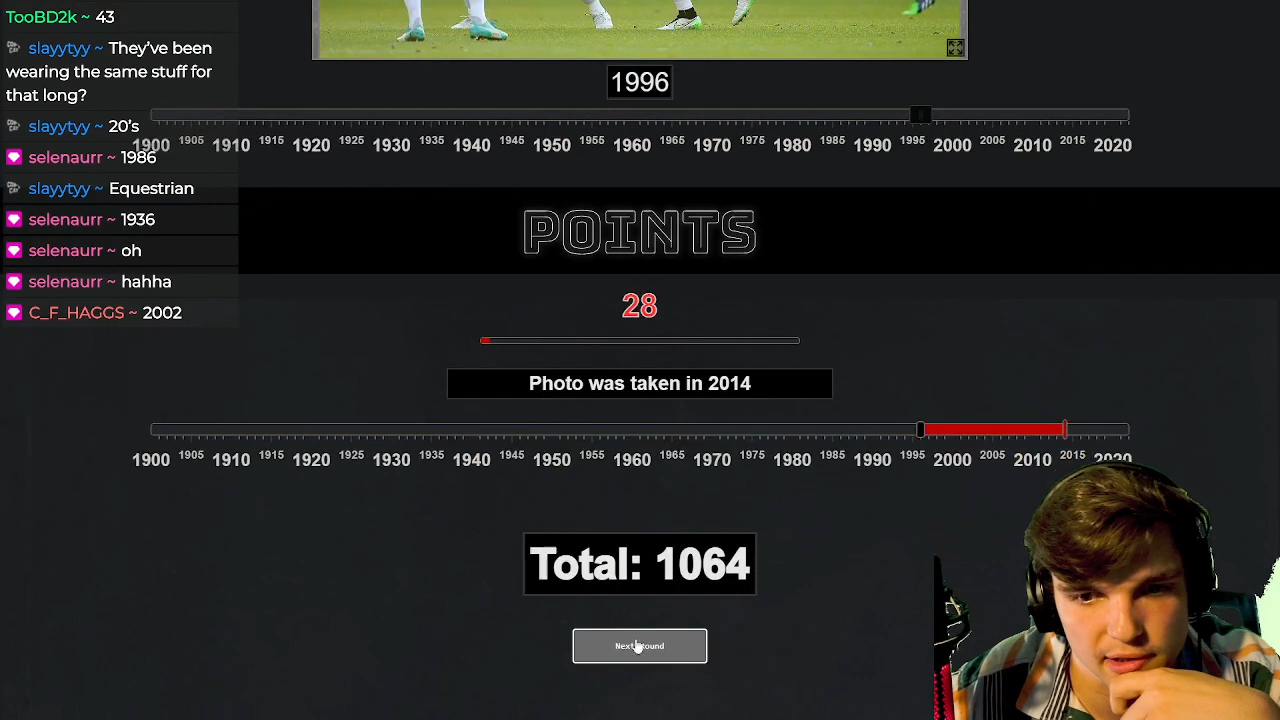 TooBD2k ~ 43
slayytyy ~ They've been
wearing the same stuff for
that long?
slayytyy ~ 20's
selenaurr ~ 1986
slayytyy ~ Equestrian
selenaurr ~ 1936
selenaurr ~ oh
selenaurr ~ hahha
C_F_HAGGS ~ 2002
1996
1900 1905 1910 1915 1920 1925 1930 1935 1940 1945 1950 1955 1960 1965 1970 1975 1980 1985 1990 1995 2000 2005 2010 2015 2020
POINTS
28
Photo was taken in 2014
1900 1905 1910 1915 1920 1925 1930 1935 1940 1945 1950 1955 1960 1965 1970 1975 1980 1985 1990 1995 2000 2005 2010 2015 2020
Total: 1064
Next Round